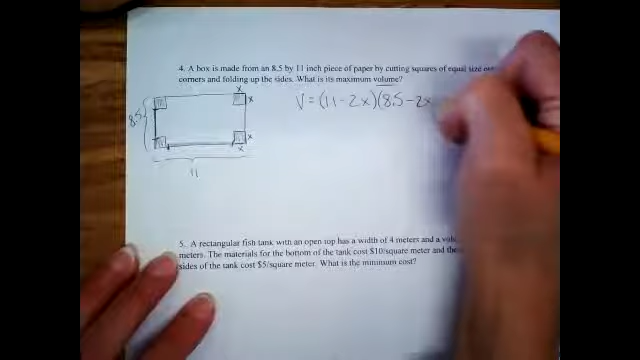 4. A box is made from an 8.5 by 11 inch piece of paper by cutting squares of equal size
corners and folding up the sides. What is its maximum volume?
x
x
V = (11 - 2x)(8.5 - 2x
8.5
x
x
11
5. A rectangular fish tank with an open top has a width of 4 meters and a
meters. The materials for the bottom of the tank cost $10/square meter and the
sides of the tank cost $5/square meter. What is the minimum cost?